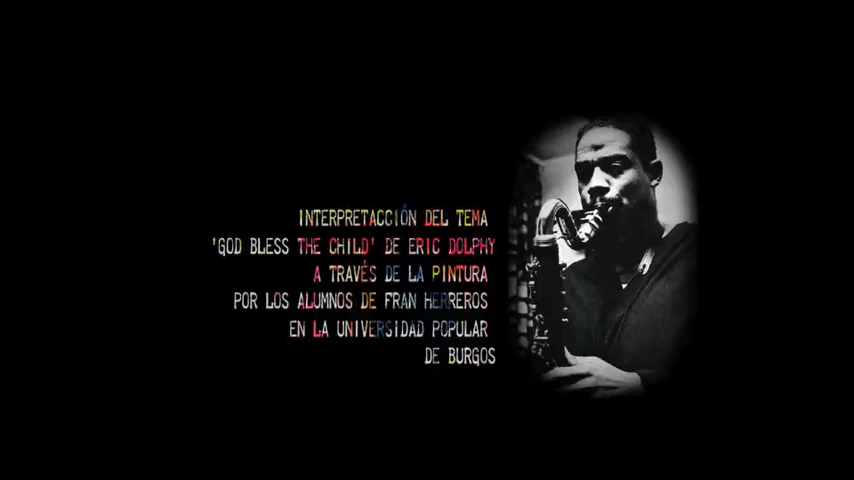 INTERPRETACCIÓN DEL TEMA
'GOD BLESS THE CHILD' DE ERIC DOLPHY
A TRAVÉS DE LA PINTURA
POR LOS ALUMNOS DE FRAN HERREROS
EN LA UNIVERSIDAD POPULAR
DE BURGOS